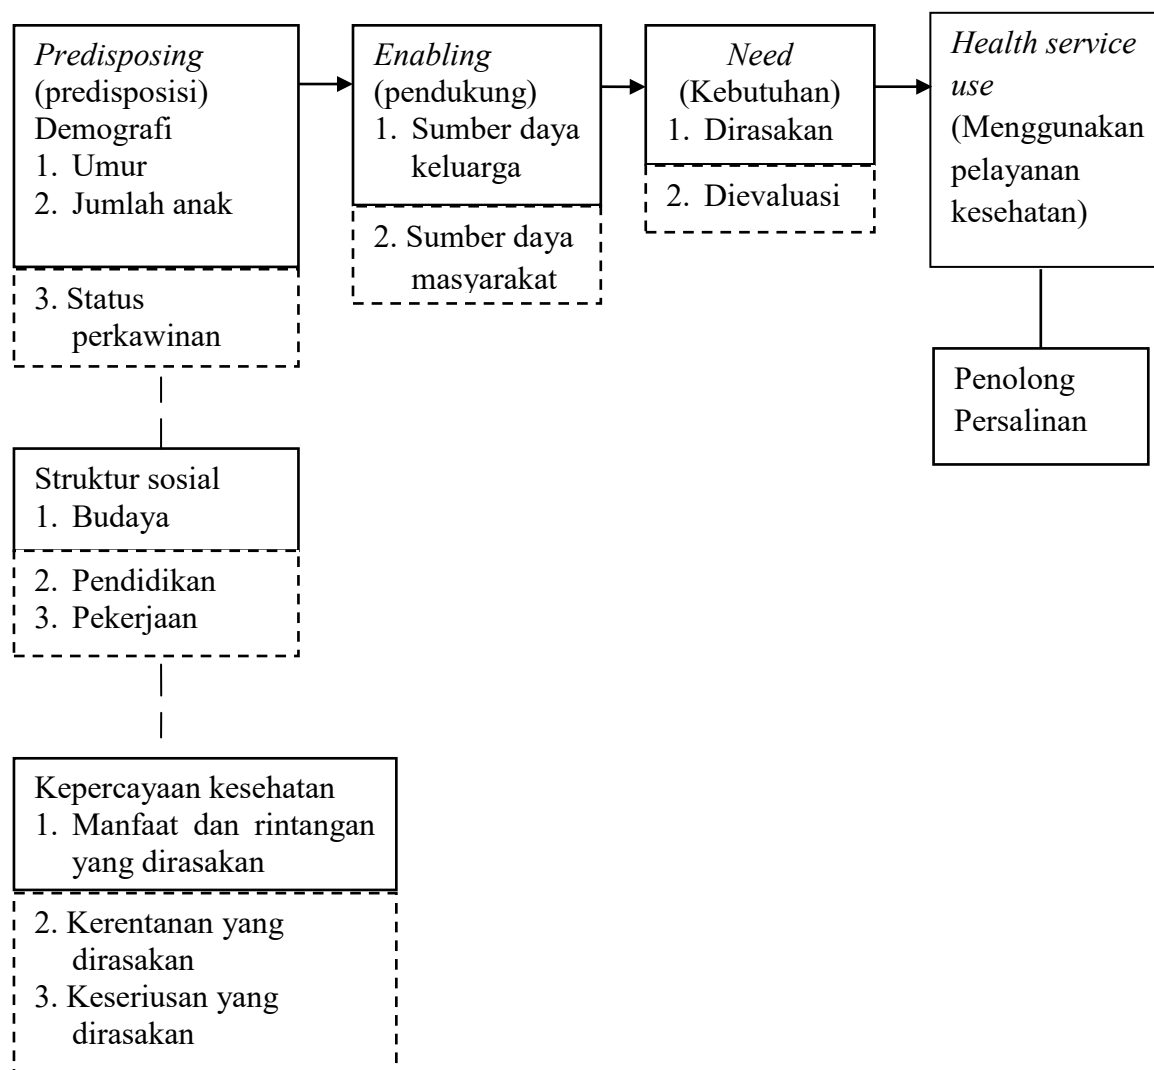 Predisposing
(predisposisi)
Demografi
1. Umur
2. Jumlah anak
3. Status
perkawinan
Enabling
(pendukung)
1. Sumber daya
keluarga
2. Sumber daya
masyarakat
Need
(Kebutuhan)
1. Dirasakan
2. Dievaluasi
Health service
use
(Menggunakan
pelayanan
kesehatan)
Penolong
Persalinan
Struktur sosial
1. Budaya
2. Pendidikan
3. Pekerjaan
Kepercayaan kesehatan
1. Manfaat dan rintangan
yang dirasakan
2. Kerentanan yang
dirasakan
3. Keseriusan yang
dirasakan